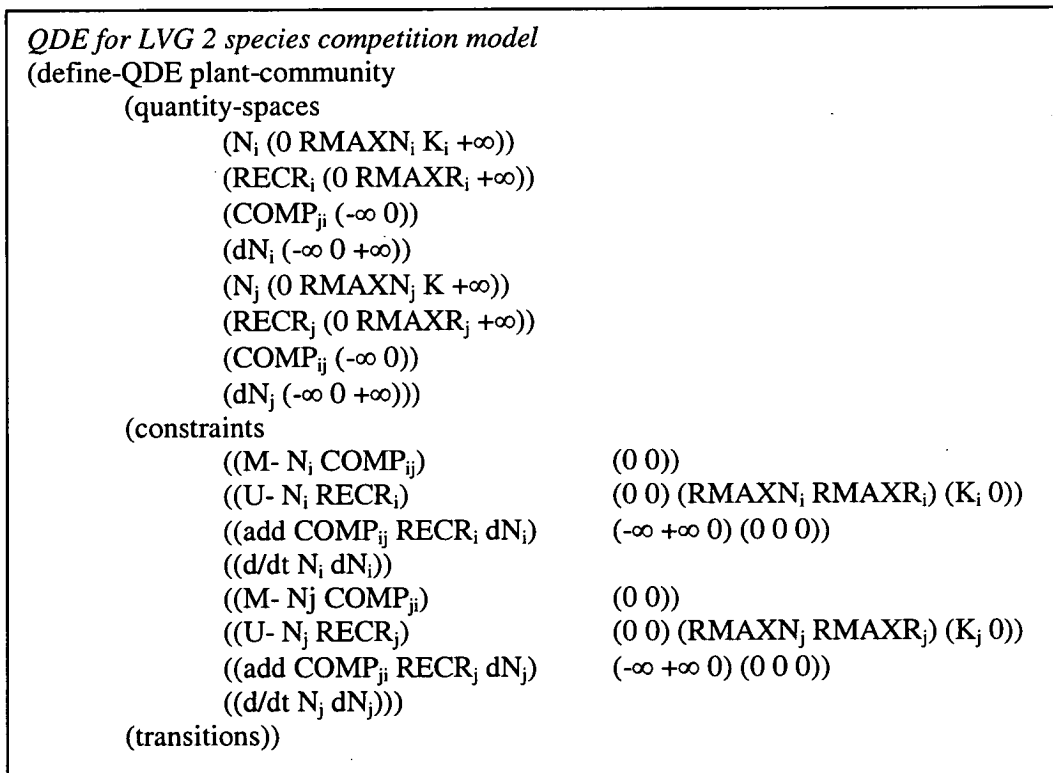 QDE for LVG 2 species competition model
(define-QDE plant-community
(quantity-spaces
(Nᵢ (0 RMAXNᵢ Kᵢ +∞))
(RECRᵢ (0 RMAXRᵢ +∞))
(COMPⱼᵢ (-∞ 0))
(dNᵢ (-∞ 0 +∞))
(Nⱼ (0 RMAXNⱼ K +∞))
(RECRⱼ (0 RMAXRⱼ +∞))
(COMPᵢⱼ (-∞ 0))
(dNⱼ (-∞ 0 +∞)))
(constraints
((M- Nᵢ COMPᵢⱼ) (0 0))
((U- Nᵢ RECRᵢ) (0 0) (RMAXNᵢ RMAXRᵢ) (Kᵢ 0))
((add COMPᵢⱼ RECRᵢ dNᵢ) (-∞ +∞ 0) (0 0 0))
((d/dt Nᵢ dNᵢ))
((M- Nj COMPⱼᵢ) (0 0))
((U- Nⱼ RECRⱼ) (0 0) (RMAXNⱼ RMAXRⱼ) (Kⱼ 0))
((add COMPⱼᵢ RECRⱼ dNⱼ) (-∞ +∞ 0) (0 0 0))
((d/dt Nⱼ dNⱼ)))
(transitions))